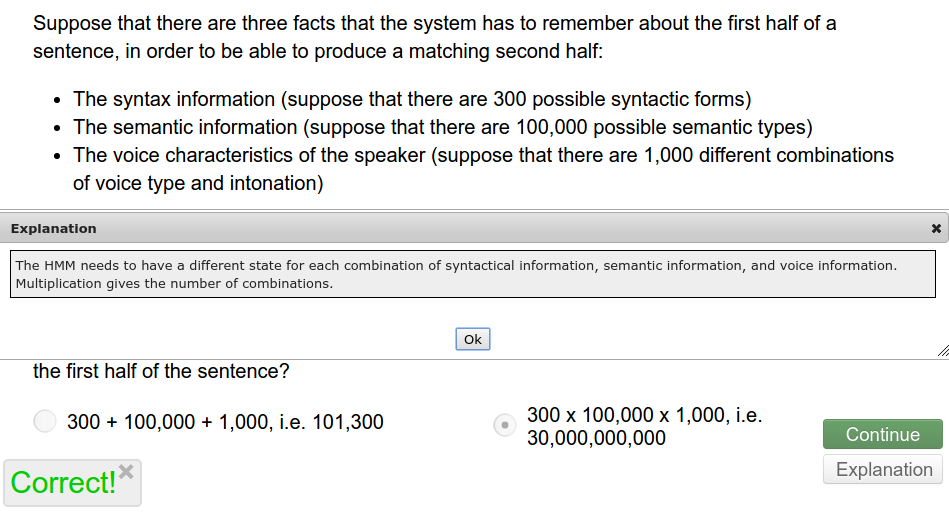 Suppose that there are three facts that the system has to remember about the first half of a
sentence, in order to be able to produce a matching second half:
• The syntax information (suppose that there are 300 possible syntactic forms)
• The semantic information (suppose that there are 100,000 possible semantic types)
• The voice characteristics of the speaker (suppose that there are 1,000 different combinations
of voice type and intonation)
Explanation
The HMM needs to have a different state for each combination of syntactical information, semantic information, and voice information.
Multiplication gives the number of combinations.
Ok
the first half of the sentence?
300 + 100,000 + 1,000, i.e. 101,300
300 x 100,000 x 1,000, i.e.
30,000,000,000
Continue
Explanation
Correct!